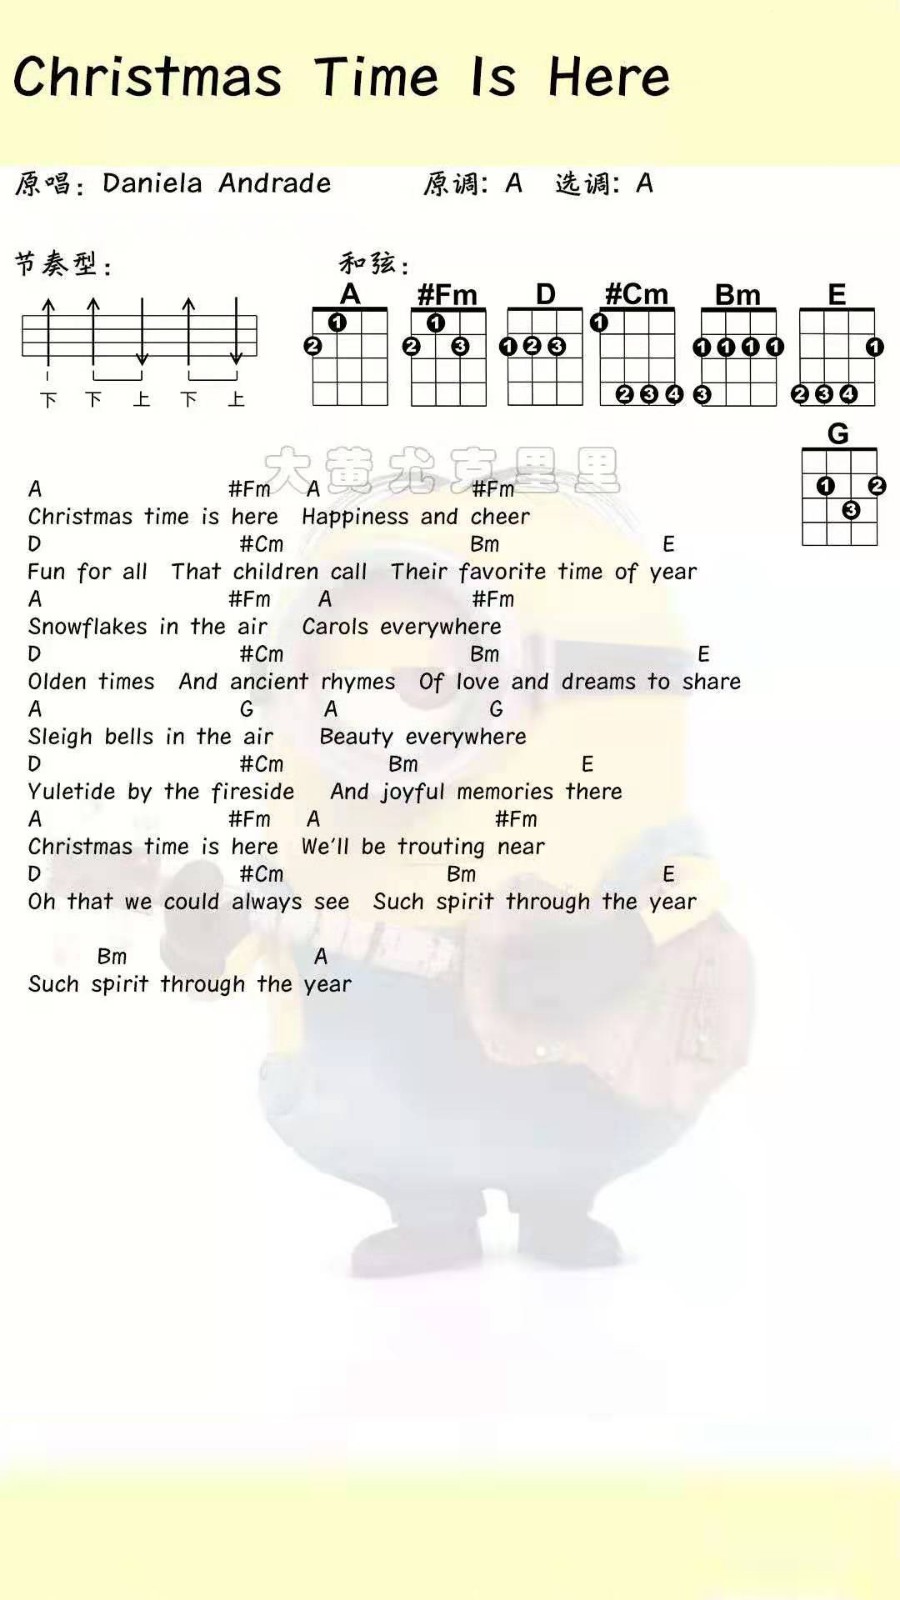 Christmas Time Is Here
原唱：Daniela Andrade 原调：A 选调：A
节奏型： 和弦：
A #Fm D #Cm Bm E
1 1 1
2 2 3 1 2 3 1 1 1 1 1
2 3 4 3 2 3 4
下 下 上 下 上
G
1 2
3
大黄尤克里里
A #Fm A #Fm
Christmas time is here Happiness and cheer
D #Cm Bm E
Fun for all That children call Their favorite time of year
A #Fm A #Fm
Snowflakes in the air Carols everywhere
D #Cm Bm E
Olden times And ancient rhymes Of love and dreams to share
A G A G
Sleigh bells in the air Beauty everywhere
D #Cm Bm E
Yuletide by the fireside And joyful memories there
A #Fm A #Fm
Christmas time is here We'll be trouting near
D #Cm Bm E
Oh that we could always see Such spirit through the year
Bm A
Such spirit through the year